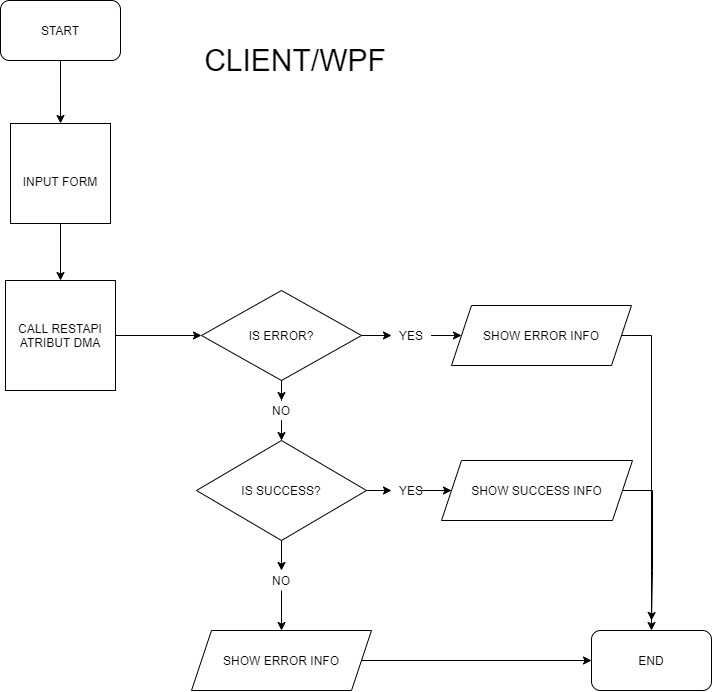 START
CLIENT/WPF
INPUT FORM
CALL RESTAPI
ATRIBUT DMA
IS ERROR?
YES
SHOW ERROR INFO
NO
IS SUCCESS?
YES
SHOW SUCCESS INFO
NO
SHOW ERROR INFO
END